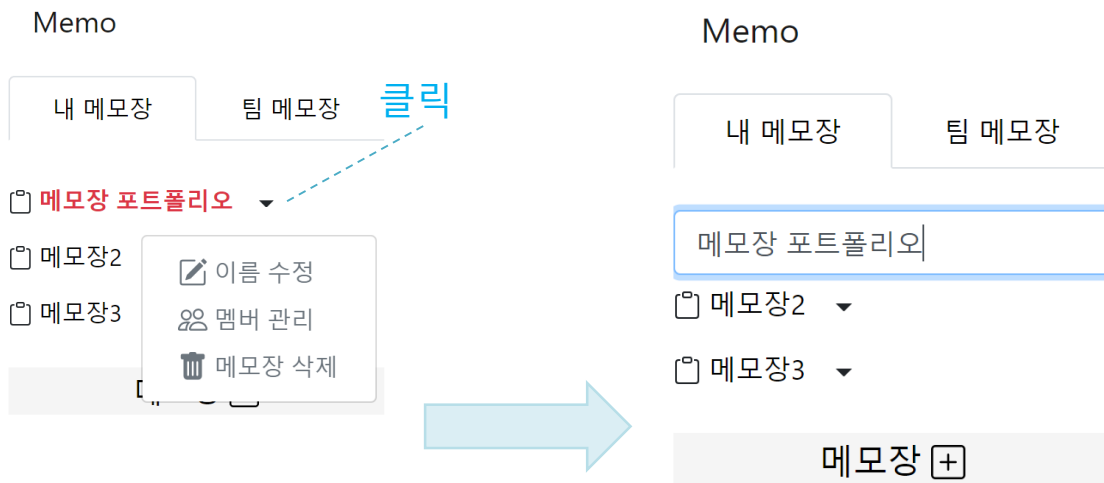 Memo
내 메모장
팀 메모장
클릭
메모장 포트폴리오
메모장2
메모장3
이름 수정
멤버 관리
메모장 삭제
Memo
내 메모장
팀 메모장
메모장 포트폴리오
메모장2
메모장3
메모장